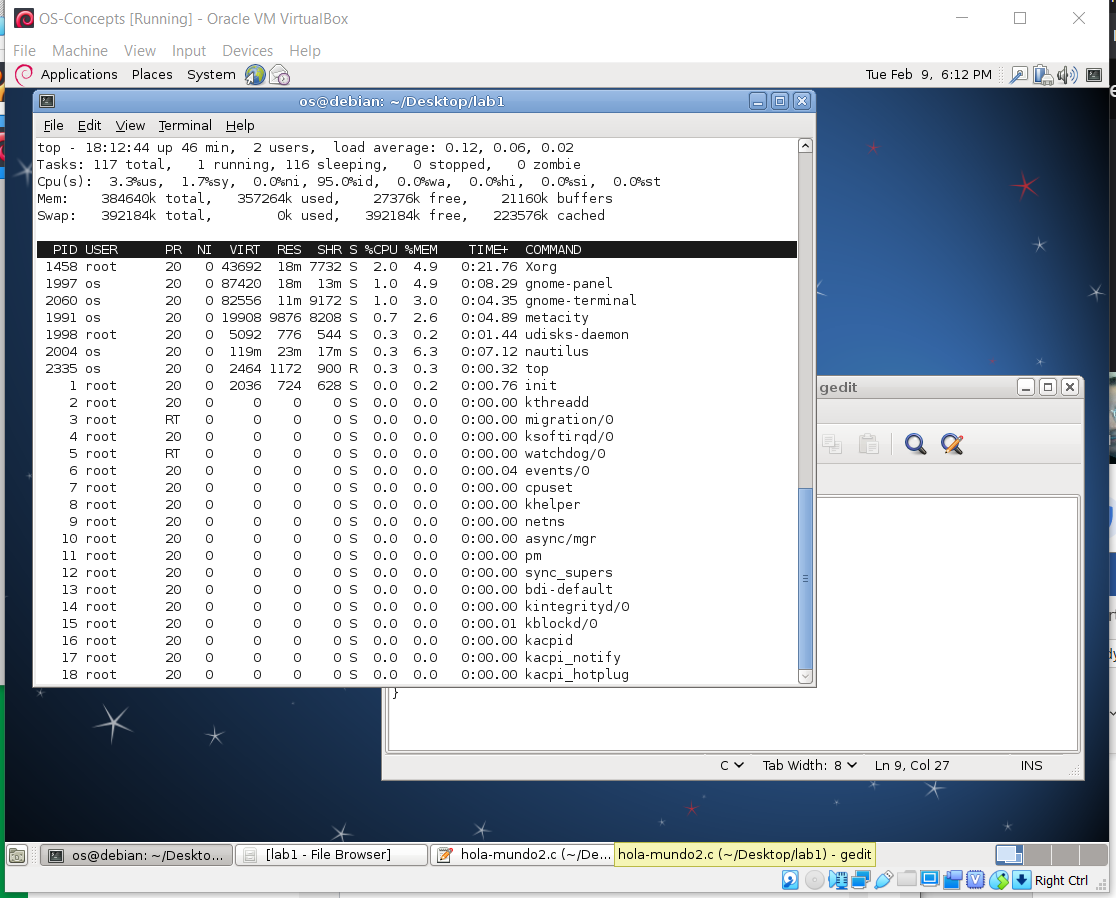 OS-Concepts [Running] - Oracle VM VirtualBox
File Machine View Input Devices Help
Applications Places System Tue Feb 9, 6:12 PM
os@debian: ~/Desktop/lab1
File Edit View Terminal Help
top - 18:12:44 up 46 min, 2 users, load average: 0.12, 0.06, 0.02
Tasks: 117 total, 1 running, 116 sleeping, 0 stopped, 0 zombie
Cpu(s): 3.3%us, 1.7%sy, 0.0%ni, 95.0%id, 0.0%wa, 0.0%hi, 0.0%si, 0.0%st
Mem: 384640k total, 357264k used, 27376k free, 21160k buffers
Swap: 392184k total, 0k used, 392184k free, 223576k cached
PID USER PR NI VIRT RES SHR S %CPU %MEM TIME+ COMMAND
1458 root 20 0 43692 18m 7732 S 2.0 4.9 0:21.76 Xorg
1997 os 20 0 87420 18m 13m S 1.0 4.9 0:08.29 gnome-panel
2060 os 20 0 82556 11m 9172 S 1.0 3.0 0:04.35 gnome-terminal
1991 os 20 0 19908 9876 8208 S 0.7 2.6 0:04.89 metacity
1998 root 20 0 5092 776 544 S 0.3 0.2 0:01.44 udisks-daemon
2004 os 20 0 119m 23m 17m S 0.3 6.3 0:07.12 nautilus
2335 os 20 0 2464 1172 900 R 0.3 0.3 0:00.32 top
1 root 20 0 2036 724 628 S 0.0 0.2 0:00.76 init
2 root 20 0 0 0 0 S 0.0 0.0 0:00.00 kthreadd
3 root RT 0 0 0 0 S 0.0 0.0 0:00.00 migration/0
4 root 20 0 0 0 0 S 0.0 0.0 0:00.00 ksoftirqd/0
5 root RT 0 0 0 0 S 0.0 0.0 0:00.00 watchdog/0
6 root 20 0 0 0 0 S 0.0 0.0 0:00.04 events/0
7 root 20 0 0 0 0 S 0.0 0.0 0:00.00 cpuset
8 root 20 0 0 0 0 S 0.0 0.0 0:00.00 khelper
9 root 20 0 0 0 0 S 0.0 0.0 0:00.00 netns
10 root 20 0 0 0 0 S 0.0 0.0 0:00.00 async/mgr
11 root 20 0 0 0 0 S 0.0 0.0 0:00.00 pm
12 root 20 0 0 0 0 S 0.0 0.0 0:00.00 sync_supers
13 root 20 0 0 0 0 S 0.0 0.0 0:00.00 bdi-default
14 root 20 0 0 0 0 S 0.0 0.0 0:00.00 kintegrityd/0
15 root 20 0 0 0 0 S 0.0 0.0 0:00.01 kblockd/0
16 root 20 0 0 0 0 S 0.0 0.0 0:00.00 kacpid
17 root 20 0 0 0 0 S 0.0 0.0 0:00.00 kacpi_notify
18 root 20 0 0 0 0 S 0.0 0.0 0:00.00 kacpi_hotplug
gedit
}
C Tab Width: 8 Ln 9, Col 27 INS
os@debian: ~/Deskto... [lab1 - File Browser] hola-mundo2.c (~/De... hola-mundo2.c (~/Desktop/lab1) - gedit
Right Ctrl